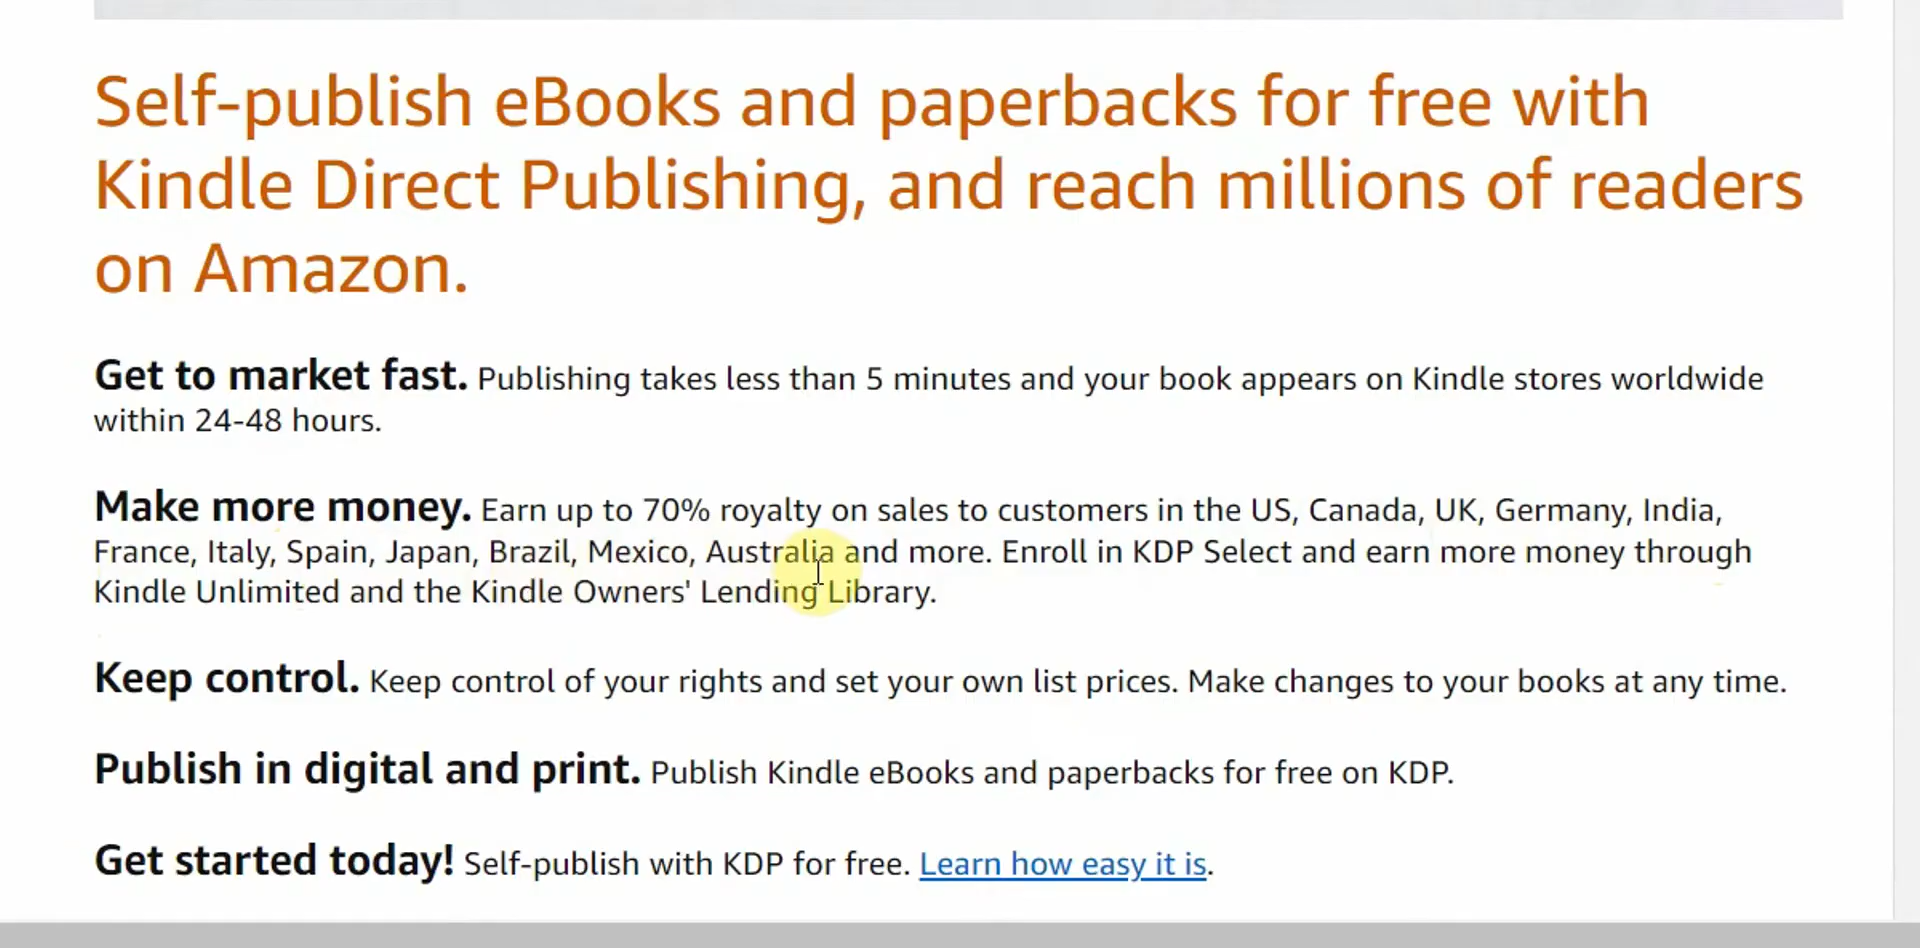 Self-publish eBooks and paperbacks for free with
Kindle Direct Publishing, and reach millions of readers
on Amazon.
Get to market fast. Publishing takes less than 5 minutes and your book appears on Kindle stores worldwide
within 24-48 hours.
Make more money. Earn up to 70% royalty on sales to customers in the US, Canada, UK, Germany, India,
France, Italy, Spain, Japan, Brazil, Mexico, Australia and more. Enroll in KDP Select and earn more money through
Kindle Unlimited and the Kindle Owners' Lending Library.
Keep control. Keep control of your rights and set your own list prices. Make changes to your books at any time.
Publish in digital and print. Publish Kindle eBooks and paperbacks for free on KDP.
Get started today! Self-publish with KDP for free. Learn how easy it is.